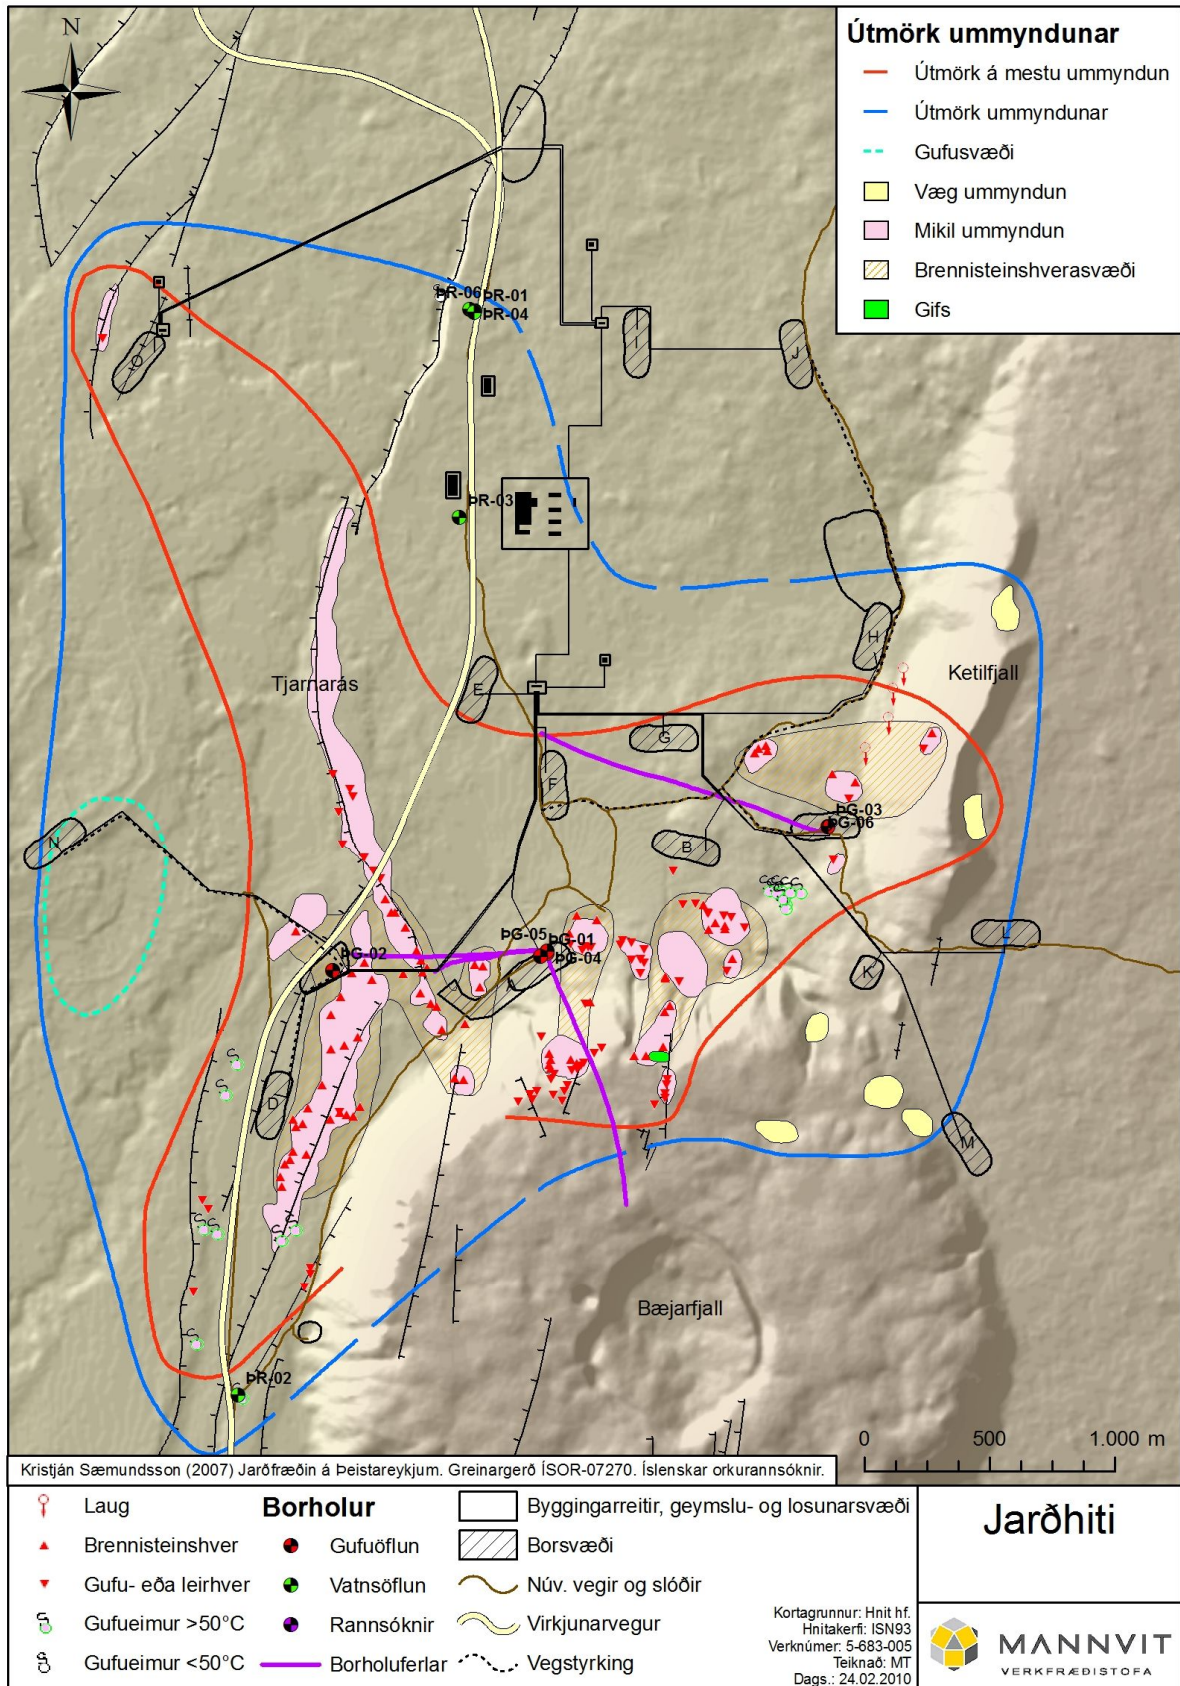 N
Útmörk ummyndunar
Útmörk á mestu ummyndun
Útmörk ummyndunar
Gufusvæði
Væg ummyndun
Mikil ummyndun
Brennisteinshverasvæði
Gifs
ÞR-06
ÞR-01
ÞR-04
O
I
J
ÞR-03
H
Tjarnarás
Ketilfjall
E
G
F
ÞG-03
ÞG-06
N
B
L
ÞG-05
ÞG-01
ÞG-02
ÞG-04
A
K
D
M
Bæjarfjall
ÞR-02
0 500 1.000 m
Kristján Sæmundsson (2007) Jarðfræðin á Þeistareykjum. Greinargerð ÍSOR-07270. Íslenskar orkurannsóknir.
Laug
Brennisteinshver
Gufu- eða leirhver
Gufueimur >50°C
Gufueimur <50°C
Borholur
Gufuöflun
Vatnsöflun
Rannsóknir
Borholuferlar
Byggingarreitir, geymslu- og losunarsvæði
Borsvæði
Núv. vegir og slóðir
Virkjunarvegur
Vegstyrking
Kortagrunnur: Hnit hf.
Hnitakerfi: ISN93
Verknúmer: 5-683-005
Teiknað: MT
Dags.: 24.02.2010
Jarðhiti
MANNVIT
VERKFRÆÐISTOFA